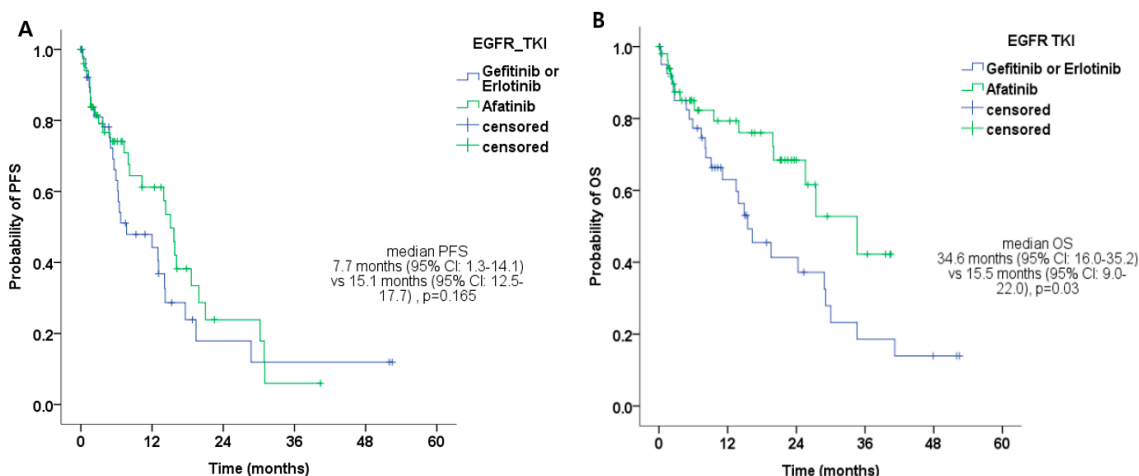 A
EGFR_TKI
Gefitinib or
Erlotinib
Afatinib
censored
censored
Probability of PFS
1.0
0.8
0.6
0.4
0.2
0.0
median PFS
7.7 months (95% CI: 1.3-14.1)
vs 15.1 months (95% CI: 12.5-
17.7) , p=0.165
0 12 24 36 48 60
Time (months)
B
EGFR TKI
Gefitinib or Erlotinib
Afatinib
censored
censored
Probability of OS
1.0
0.8
0.6
0.4
0.2
0.0
median OS
34.6 months (95% CI: 16.0-35.2)
vs 15.5 months (95% CI: 9.0-
22.0), p=0.03
0 12 24 36 48 60
Time (months)